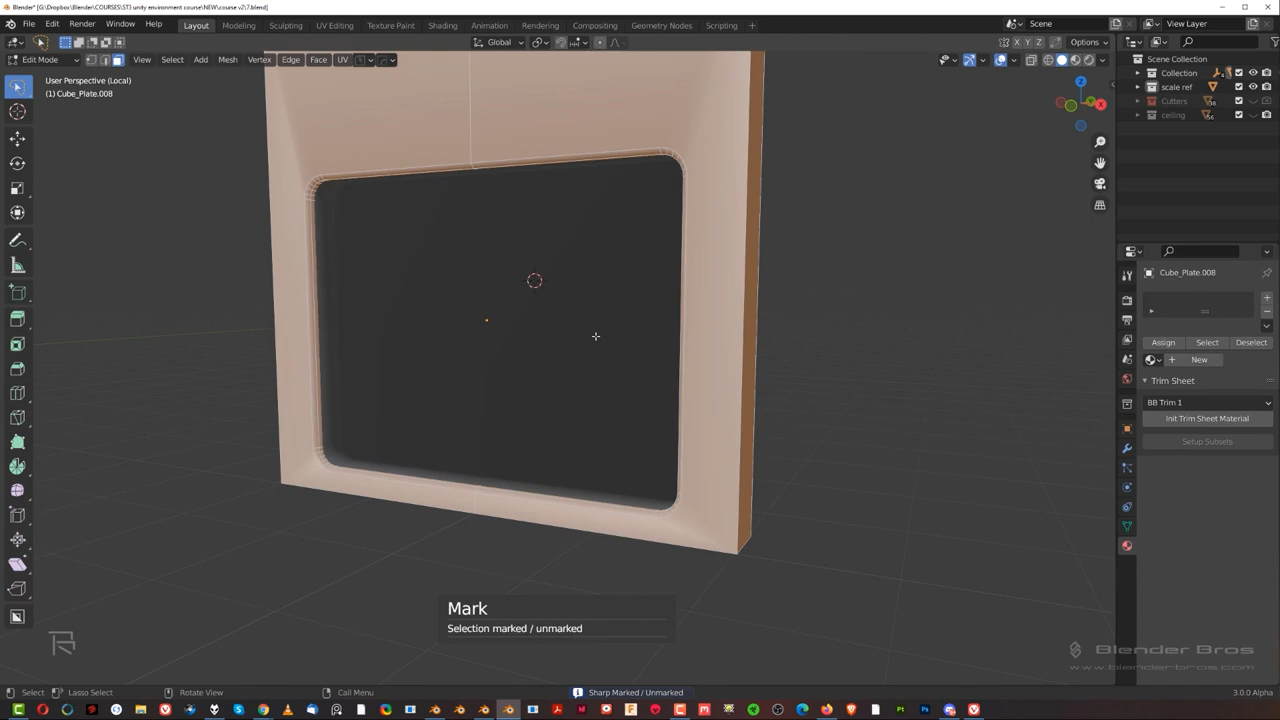 Blender* [G:\Dropbox\BLENDER\COURSES\ST3 unity environment course\NEW\course v2\7.blend]
File Edit Render Window Help
Layout Modeling Sculpting UV Editing Texture Paint Shading Animation Rendering Compositing Geometry Nodes Scripting
Scene
View Layer
Global
X Y Z
Options
Edit Mode
View Select Add Mesh Vertex Edge Face UV
User Perspective (Local)
(1) Cube_Plate.008
Z
Y
X
Scene Collection
Collection
scale ref
Cutters
ceiling
Cube_Plate.008
Assign Select Deselect
New
Trim Sheet
BB Trim 1
Init Trim Sheet Material
Setup Subsets
Mark
Selection marked / unmarked
Blender Bros
www.blenderbros.com
Select
Lasso Select
Rotate View
Call Menu
Sharp Marked / Unmarked
3.0.0 Alpha